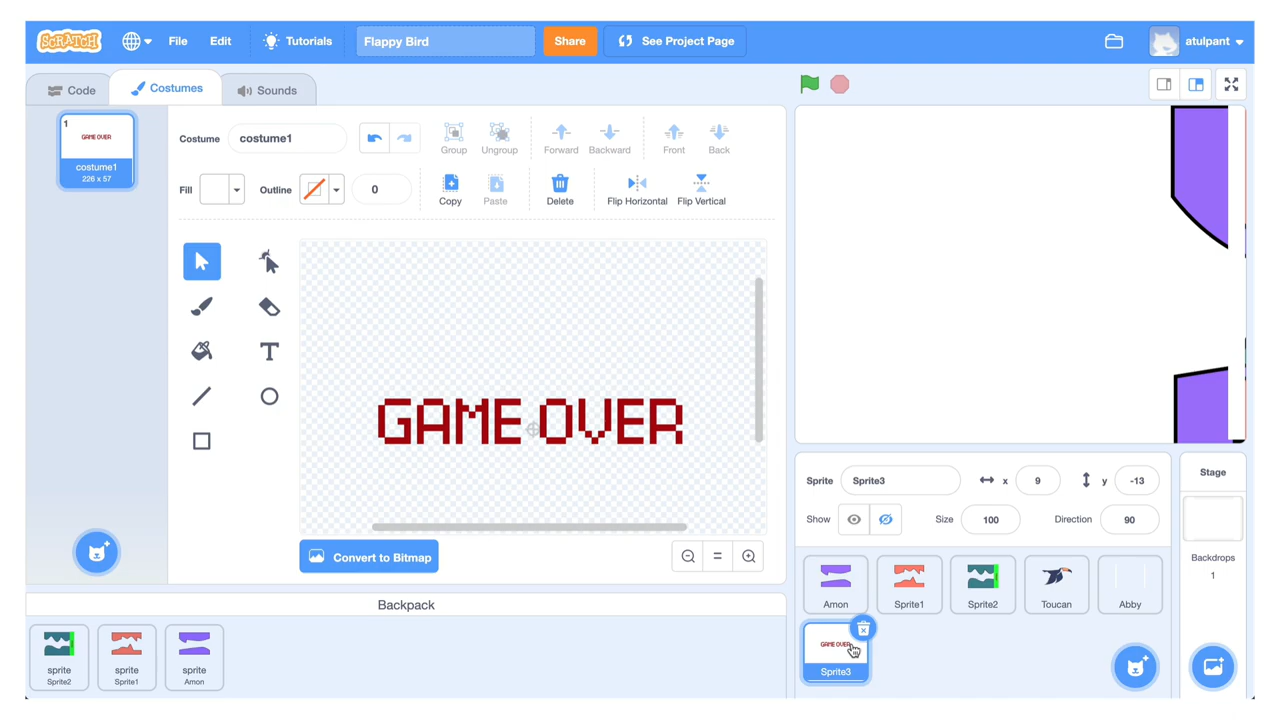 SCRATCH File Edit Tutorials Flappy Bird Share See Project Page atulpant
Code Costumes Sounds
1
GAME OVER
costume1
226 x 57
Costume costume1 Group Ungroup Forward Backward Front Back
Fill Outline 0 Copy Paste Delete Flip Horizontal Flip Vertical
T
GAME OVER
Convert to Bitmap
Backpack
sprite
Sprite2
sprite
Sprite1
sprite
Amon
Sprite Sprite3 x 9 y -13
Show Size 100 Direction 90
Amon Sprite1 Sprite2 Toucan Abby
GAME OVER
Sprite3
Stage
Backdrops
1